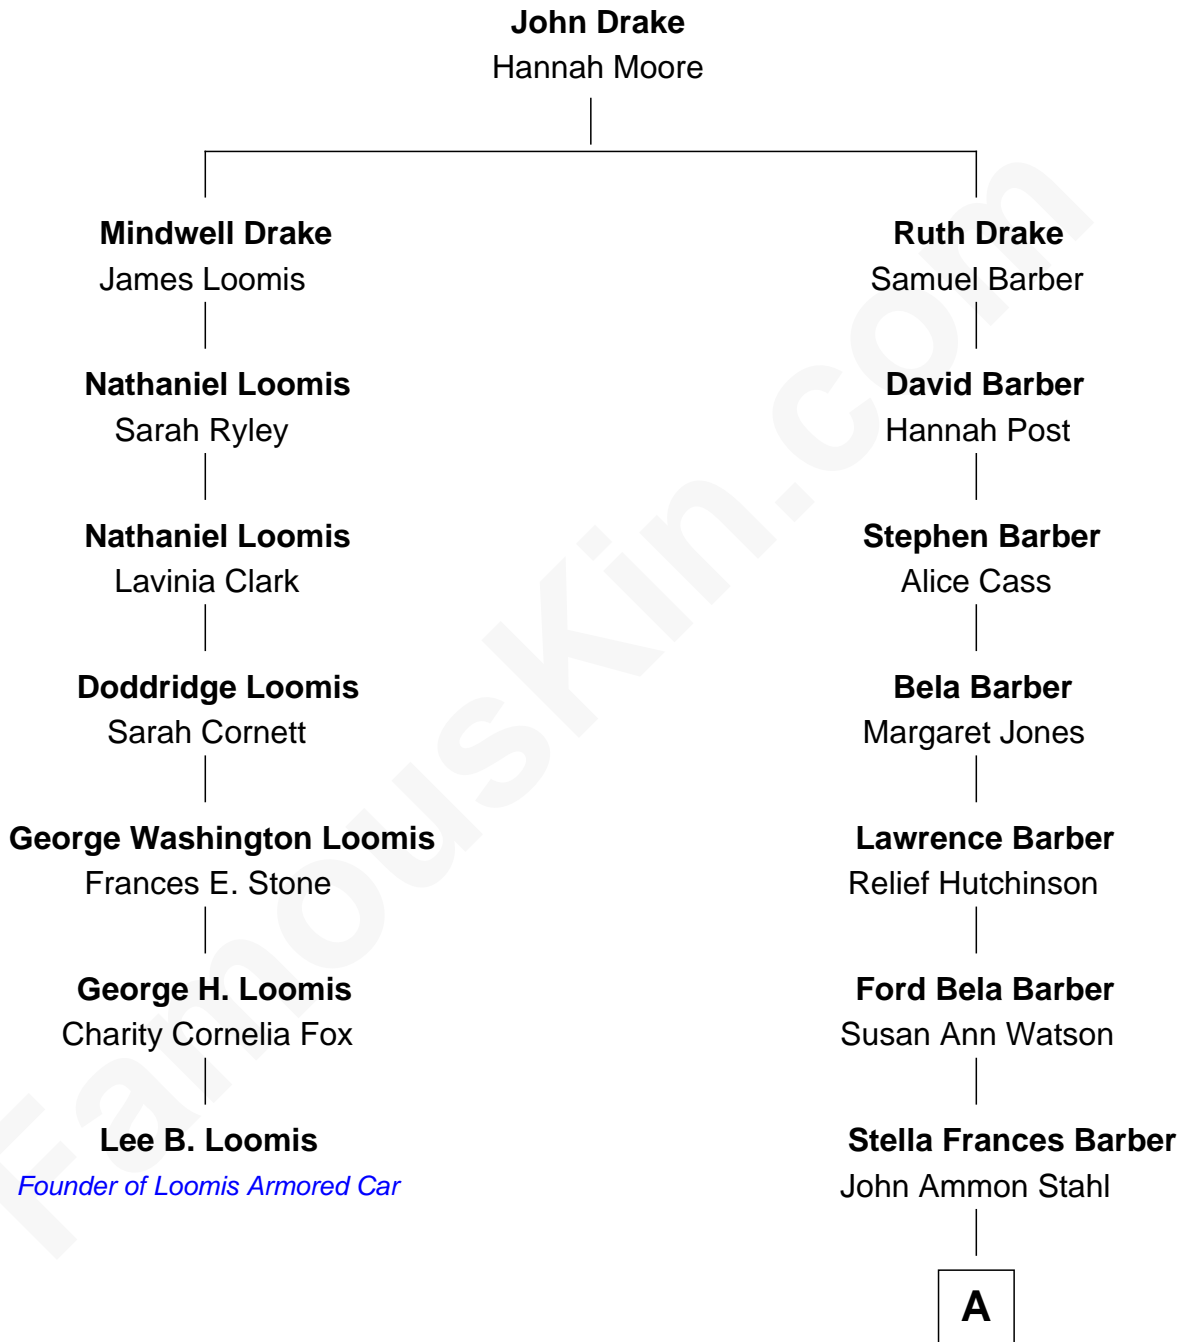 John Drake
Hannah Moore
Mindwell Drake
James Loomis
Ruth Drake
Samuel Barber
Nathaniel Loomis
Sarah Ryley
David Barber
Hannah Post
Nathaniel Loomis
Lavinia Clark
Stephen Barber
Alice Cass
Doddridge Loomis
Sarah Cornett
Bela Barber
Margaret Jones
George Washington Loomis
Frances E. Stone
Lawrence Barber
Relief Hutchinson
George H. Loomis
Charity Cornelia Fox
Ford Bela Barber
Susan Ann Watson
Lee B. Loomis
Founder of Loomis Armored Car
Stella Frances Barber
John Ammon Stahl
A
FamousKin.com